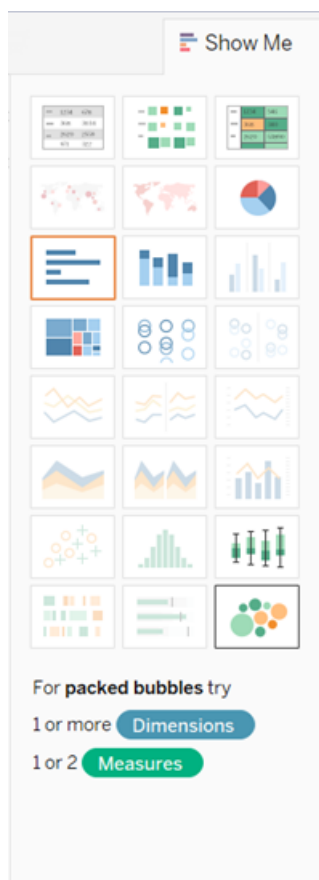 Show Me
For packed bubbles try
1 or more Dimensions
1 or 2 Measures